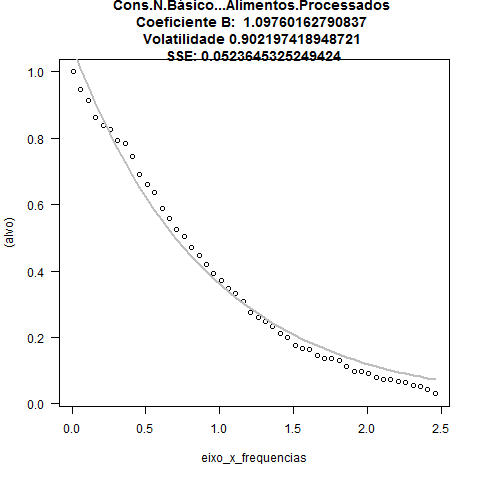 Cons.N.Básico...Alimentos.Processados
Coeficiente B: 1.09760162790837
Volatilidade 0.902197418948721
SSE: 0.0523645325249424
1.0
0.8
0.6
0.4
0.2
0.0
(alvo)
0.0 0.5 1.0 1.5 2.0 2.5
eixo_x_frequencias